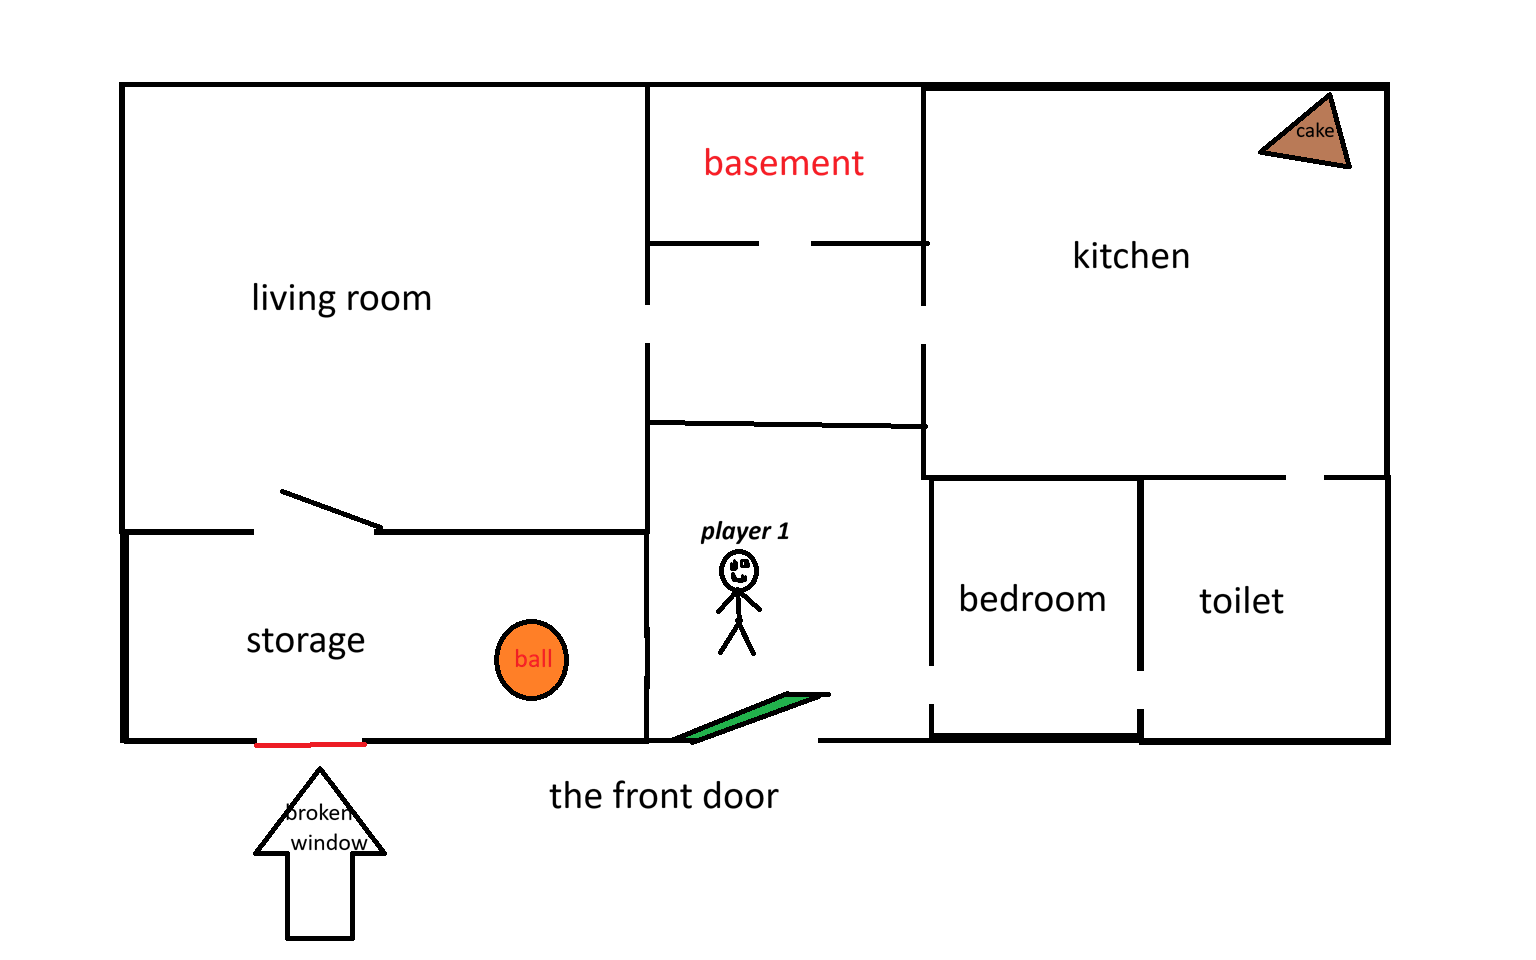 cake
basement
kitchen
living room
player 1
bedroom
toilet
storage
ball
the front door
broken
window